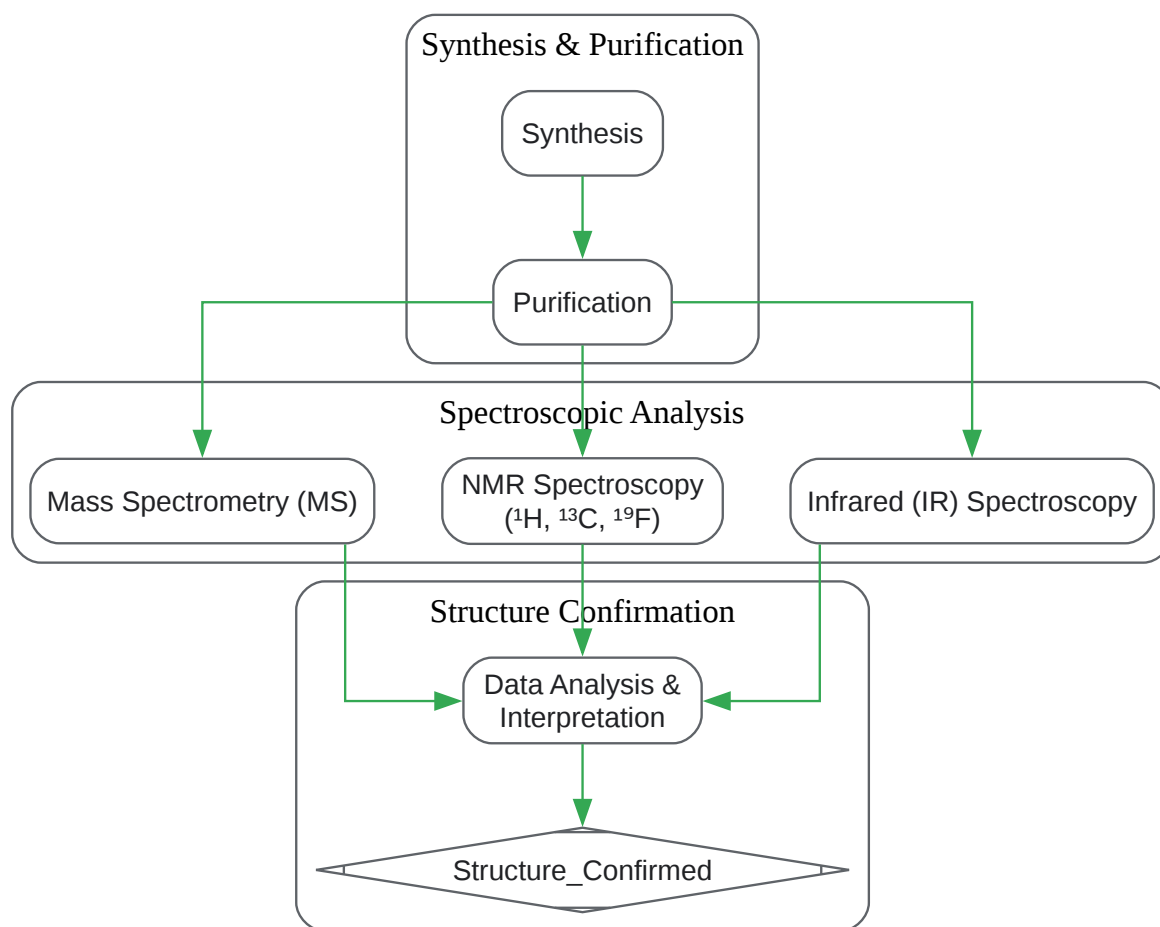 Synthesis & Purification
Synthesis
Purification
Spectroscopic Analysis
Mass Spectrometry (MS)
NMR Spectroscopy
(¹H, ¹³C, ¹⁹F)
Infrared (IR) Spectroscopy
Structure Confirmation
Data Analysis &
Interpretation
Structure_Confirmed